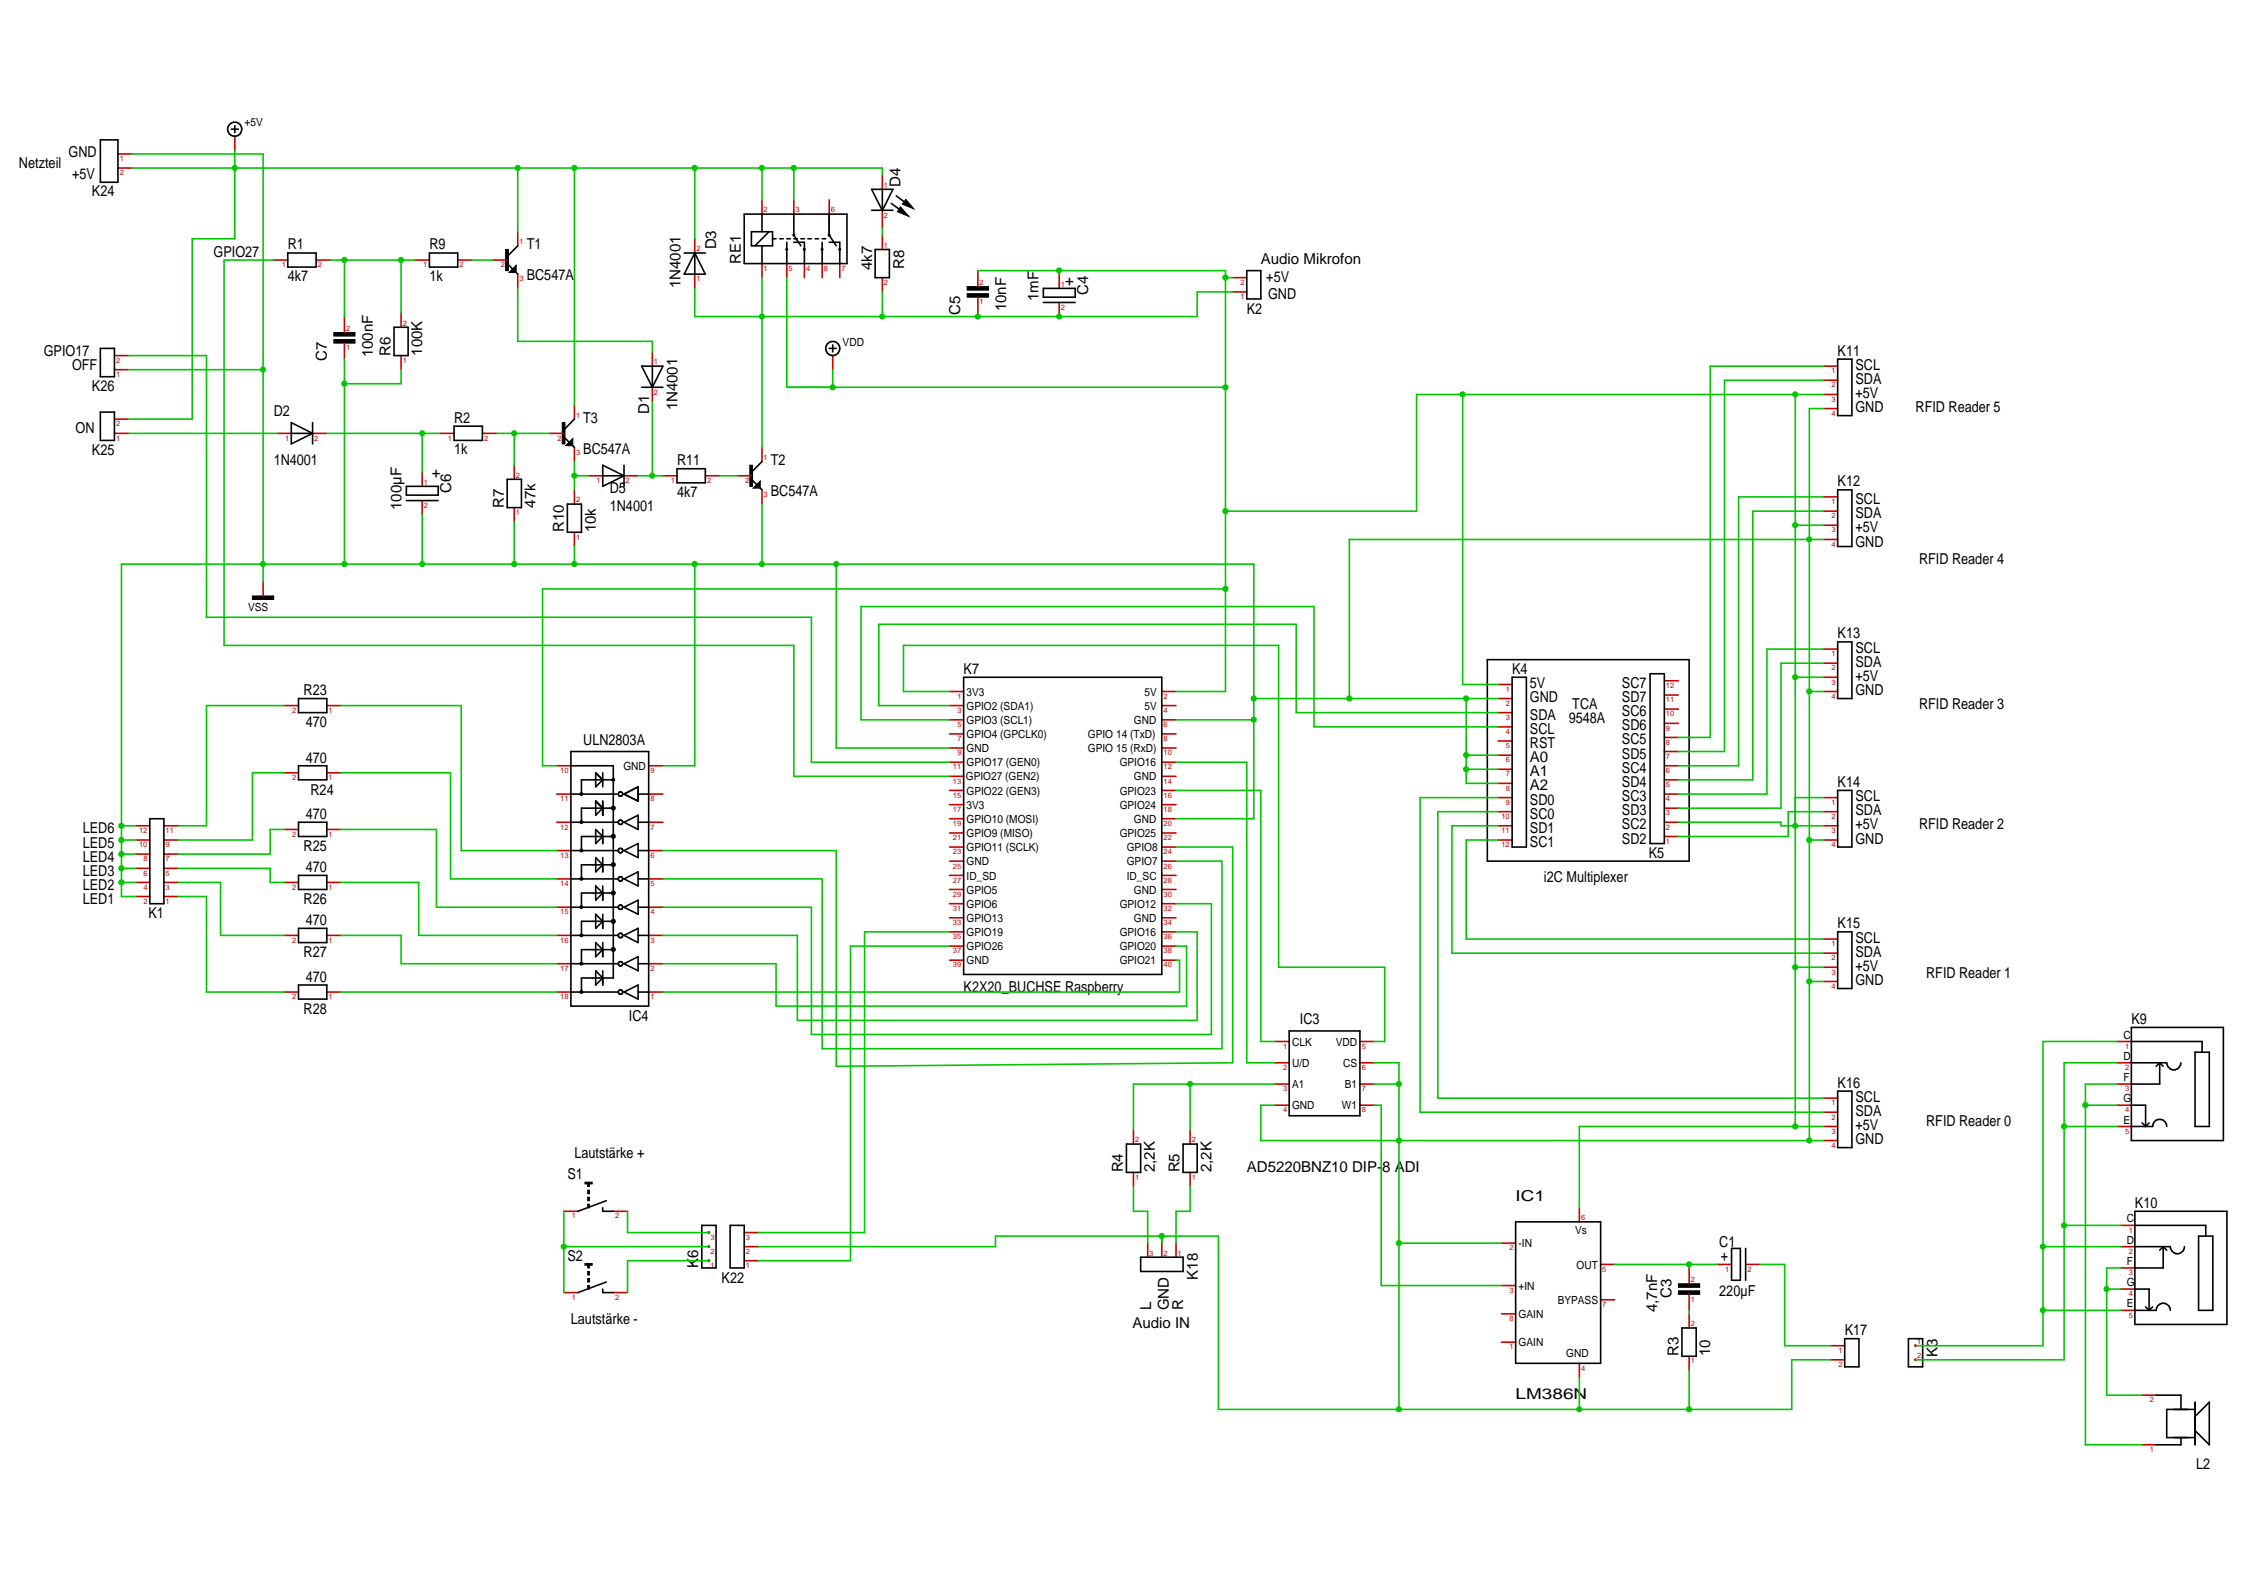 +5V
Netzteil
GND
+5V
K24
GPIO27
R1
4k7
R9
1k
T1
BC547A
C7
100nF
R6
100K
GPIO17
OFF
K26
ON
K25
D2
1N4001
100µF
C6
R2
1k
R7
47k
T3
BC547A
R10
10k
D5
1N4001
D1
1N4001
R11
4k7
T2
BC547A
1N4001
D3
RE1
D4
4k7
R8
VDD
C5
10nF
1mF
C4
Audio Mikrofon
+5V
GND
K2
VSS
R23
470
470
R24
470
R25
470
R26
470
R27
470
R28
LED6
LED5
LED4
LED3
LED2
LED1
K1
ULN2803A
GND
IC4
K7
3V3
GPIO2 (SDA1)
GPIO3 (SCL1)
GPIO4 (GPCLK0)
GND
GPIO17 (GEN0)
GPIO27 (GEN2)
GPIO22 (GEN3)
3V3
GPIO10 (MOSI)
GPIO9 (MISO)
GPIO11 (SCLK)
GND
ID_SD
GPIO5
GPIO6
GPIO13
GPIO19
GPIO26
GND
5V
5V
GND
GPIO 14 (TxD)
GPIO 15 (RxD)
GPIO16
GND
GPIO23
GPIO24
GND
GPIO25
GPIO8
GPIO7
ID_SC
GND
GPIO12
GND
GPIO16
GPIO20
GPIO21
K2X20_BUCHSE Raspberry
K4
5V
GND
SDA
SCL
RST
A0
A1
A2
SD0
SC0
SD1
SC1
TCA
9548A
SC7
SD7
SC6
SD6
SC5
SD5
SC4
SD4
SC3
SD3
SC2
SD2
K5
i2C Multiplexer
K11
SCL
SDA
+5V
GND
RFID Reader 5
K12
SCL
SDA
+5V
GND
RFID Reader 4
K13
SCL
SDA
+5V
GND
RFID Reader 3
K14
SCL
SDA
+5V
GND
RFID Reader 2
K15
SCL
SDA
+5V
GND
RFID Reader 1
K16
SCL
SDA
+5V
GND
RFID Reader 0
IC3
CLK
U/D
A1
GND
VDD
CS
B1
W1
AD5220BNZ10 DIP-8 ADI
R4
2,2K
R5
2,2K
K18
L
GND
R
Audio IN
Lautstärke +
S1
S2
Lautstärke -
K6
K22
IC1
Vs
-IN
+IN
GAIN
GAIN
OUT
BYPASS
GND
LM386N
4,7nF
C3
R3
10
C1
220µF
K17
K3
K9
C
D
F
G
E
K10
C
D
F
G
E
L2